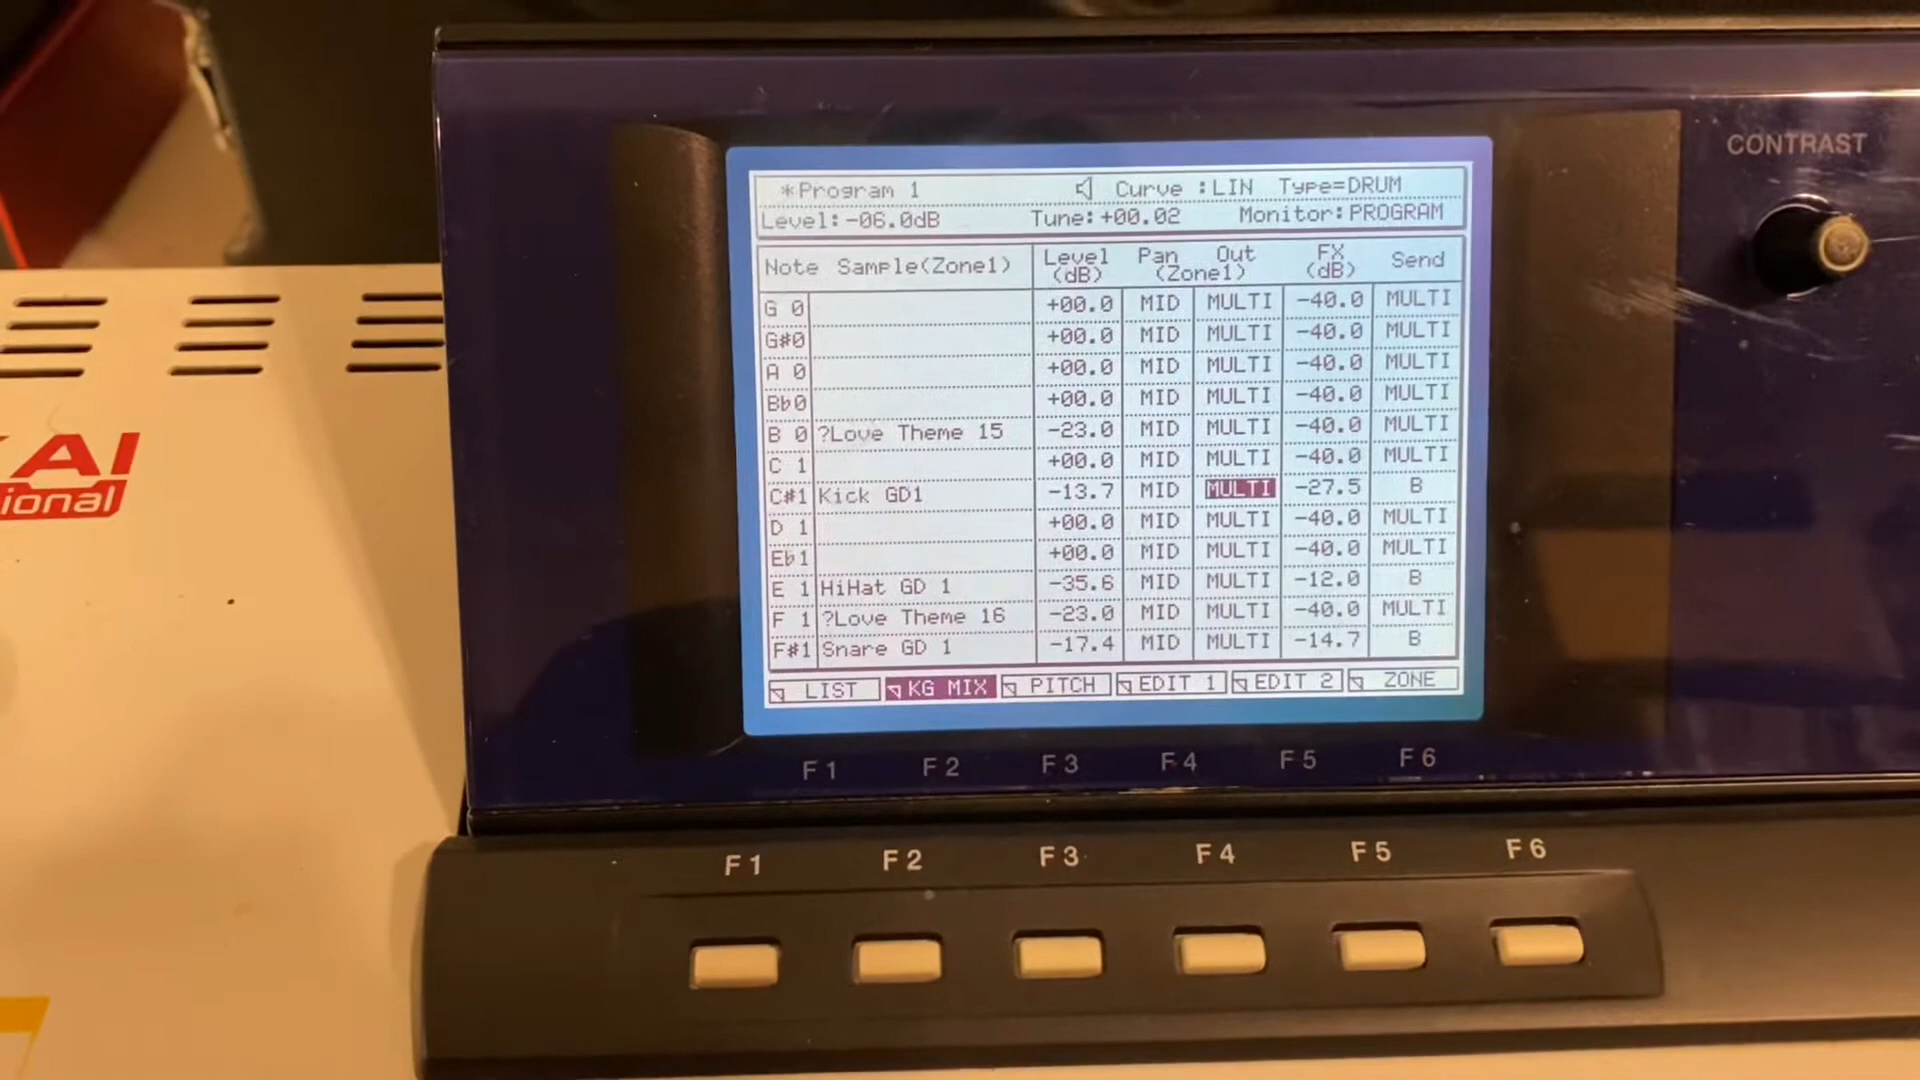 CONTRAST
*Program 1 Curve :LIN Type=DRUM
Level:-06.0dB Tune:+00.02 Monitor:PROGRAM
Note Sample(Zone1) Level (dB) Pan Out (Zone1) FX (dB) Send
G 0 +00.0 MID MULTI -40.0 MULTI
G#0 +00.0 MID MULTI -40.0 MULTI
A 0 +00.0 MID MULTI -40.0 MULTI
B♭0 +00.0 MID MULTI -40.0 MULTI
B 0 ?Love Theme 15 -23.0 MID MULTI -40.0 MULTI
C 1 +00.0 MID MULTI -40.0 MULTI
C#1 Kick GD1 -13.7 MID MULTI -27.5 B
D 1 +00.0 MID MULTI -40.0 MULTI
E♭1 +00.0 MID MULTI -40.0 MULTI
E 1 HiHat GD 1 -35.6 MID MULTI -12.0 B
F 1 ?Love Theme 16 -23.0 MID MULTI -40.0 MULTI
F#1 Snare GD 1 -17.4 MID MULTI -14.7 B
LIST KG MIX PITCH EDIT 1 EDIT 2 ZONE
F1 F2 F3 F4 F5 F6
F1 F2 F3 F4 F5 F6
KAI
ional